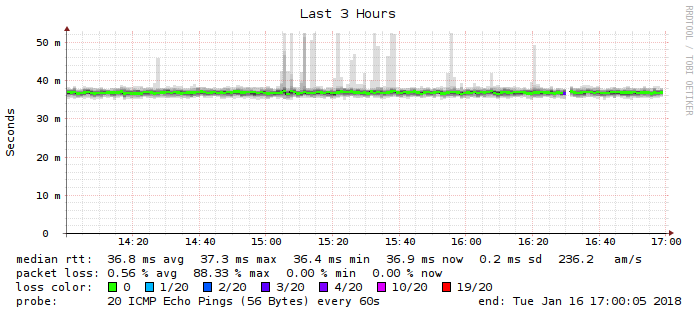 Last 3 Hours
RRDTOOL / TOBI OETIKER
Seconds
50 m
40 m
30 m
20 m
10 m
0
14:20 14:40 15:00 15:20 15:40 16:00 16:20 16:40 17:00
median rtt: 36.8 ms avg 37.3 ms max 36.4 ms min 36.9 ms now 0.2 ms sd 236.2 am/s
packet loss: 0.56 % avg 88.33 % max 0.00 % min 0.00 % now
loss color: 0 1/20 2/20 3/20 4/20 10/20 19/20
probe: 20 ICMP Echo Pings (56 Bytes) every 60s end: Tue Jan 16 17:00:05 2018